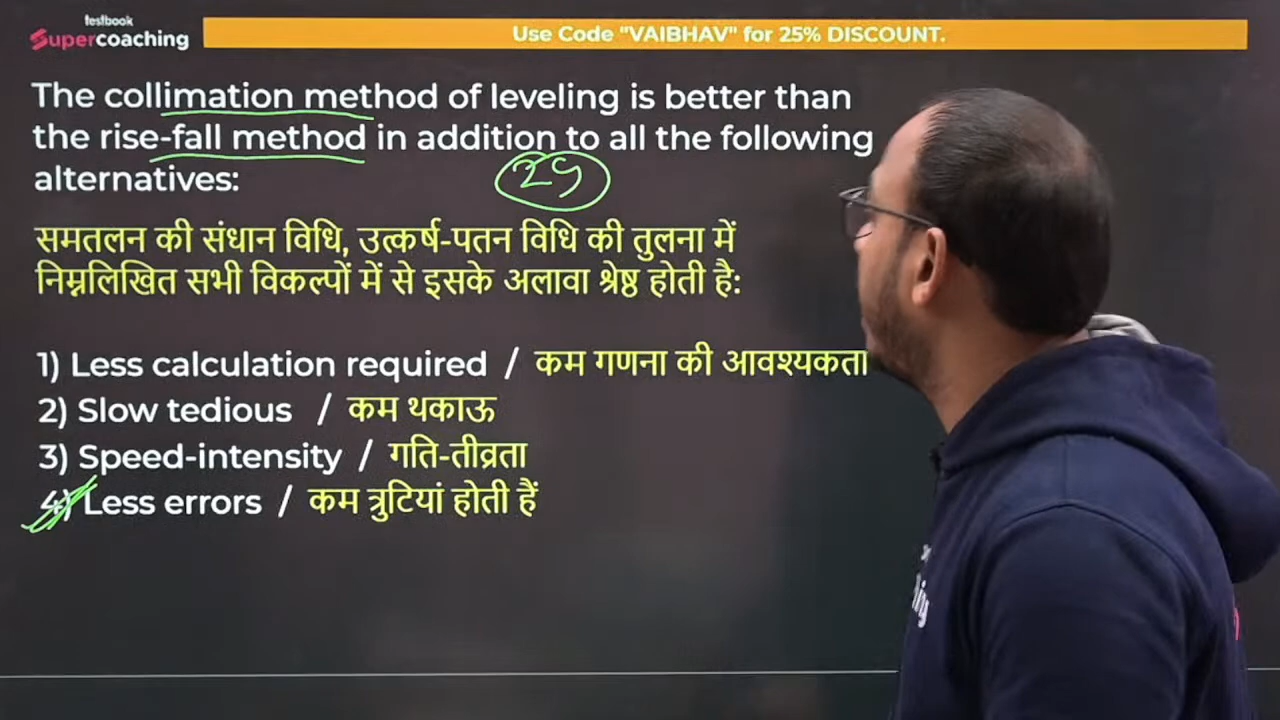 testbook
Supercoaching
Use Code "VAIBHAV" for 25% DISCOUNT.
The collimation method of leveling is better than
the rise-fall method in addition to all the following
alternatives:
समतलन की संधान विधि, उत्कर्ष-पतन विधि की तुलना में
निम्नलिखित सभी विकल्पों में से इसके अलावा श्रेष्ठ होती है:
1) Less calculation required / कम गणना की आवश्यकता
2) Slow tedious / कम थकाऊ
3) Speed-intensity / गति-तीव्रता
4) Less errors / कम त्रुटियां होती हैं